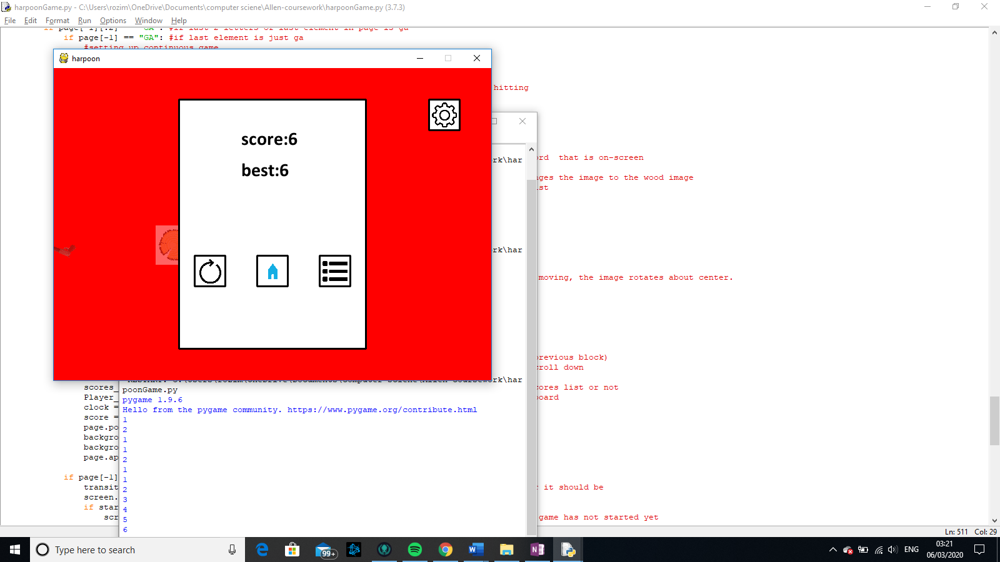 harpoonGame.py - C:\Users\rozim\OneDrive\Documents\computer sciene\Allen-coursework\harpoonGame.py (3.7.3)
File Edit Format Run Options Window Help
if page[-1] == "GA": #if last element is just ga
#setting up continuous game
harpoon
hitting
score:6
best:6
rd that is on-screen
rk\har
ges the image to the wood image
st
rk\har
moving, the image rotates about center.
previous block)
croll down
rk\har
scores_
poonGame.py
ores list or not
Player_
pygame 1.9.6
board
clock =
Hello from the pygame community. https://www.pygame.org/contribute.html
score =
1
page.po
2
backgro
1
backgro
1
page.ap
2
1
if page[-1]
1
transit
2
it should be
screen.
3
if star
4
scr
5
game has not started yet
6
Ln: 511 Col: 29
Type here to search
99+
ENG
03:21
06/03/2020